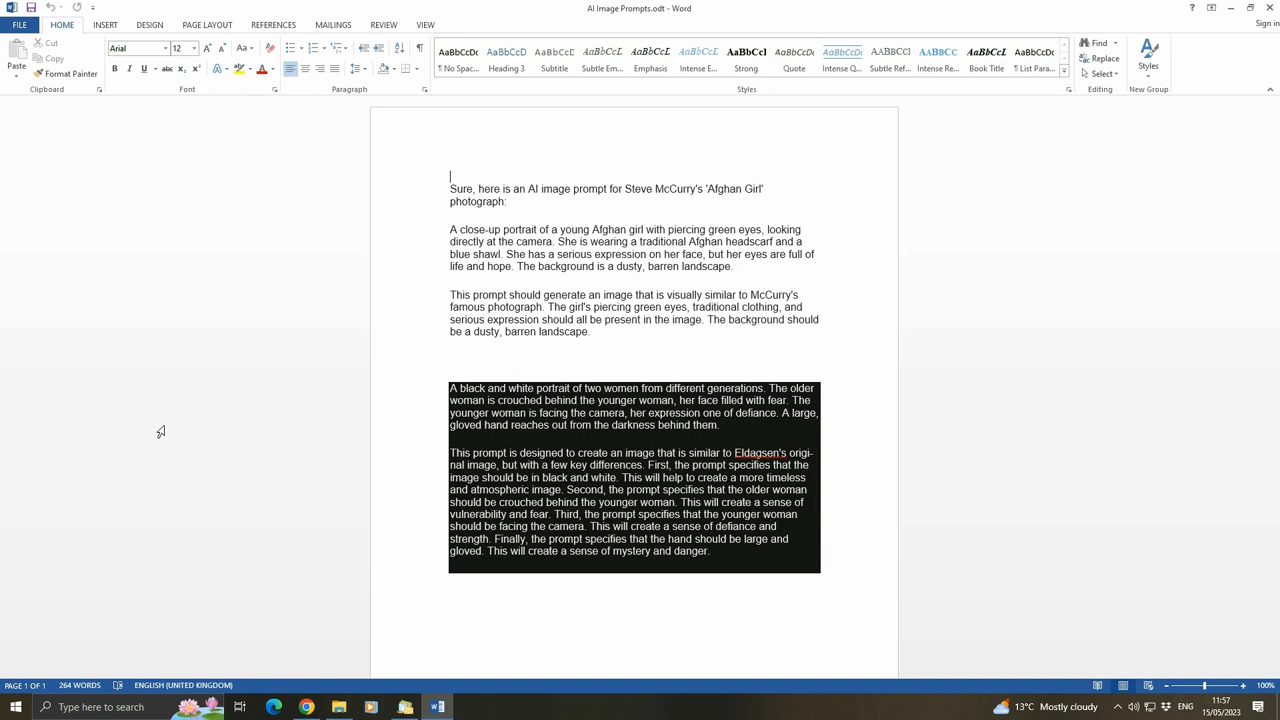 AI Image Prompts.odt - Word
Sign in
FILE HOME INSERT DESIGN PAGE LAYOUT REFERENCES MAILINGS REVIEW VIEW
Paste Cut Copy Format Painter
Arial 12
AaBbCcDc AaBbCcD AaBbCcD AaBbCcL AaBbCcL AaBbCcL AaBbCcl AaBbCcDc AaBbCcL AaBbCcD AaBbCC AaBbCcL AaBbCcDc
¶ No Spac... Heading 3 Subtitle Subtle Em... Emphasis Intense E... Strong Quote Intense Q... Subtle Ref... Intense Re... Book Title ¶ List Para...
Find Replace Select
Styles
Clipboard Font Paragraph Styles Editing New Group
Sure, here is an AI image prompt for Steve McCurry's 'Afghan Girl'
photograph:
A close-up portrait of a young Afghan girl with piercing green eyes, looking
directly at the camera. She is wearing a traditional Afghan headscarf and a
blue shawl. She has a serious expression on her face, but her eyes are full of
life and hope. The background is a dusty, barren landscape.
This prompt should generate an image that is visually similar to McCurry's
famous photograph. The girl's piercing green eyes, traditional clothing, and
serious expression should all be present in the image. The background should
be a dusty, barren landscape.
A black and white portrait of two women from different generations. The older
woman is crouched behind the younger woman, her face filled with fear. The
younger woman is facing the camera, her expression one of defiance. A large,
gloved hand reaches out from the darkness behind them.
This prompt is designed to create an image that is similar to Eldagsen's origi-
nal image, but with a few key differences. First, the prompt specifies that the
image should be in black and white. This will help to create a more timeless
and atmospheric image. Second, the prompt specifies that the older woman
should be crouched behind the younger woman. This will create a sense of
vulnerability and fear. Third, the prompt specifies that the younger woman
should be facing the camera. This will create a sense of defiance and
strength. Finally, the prompt specifies that the hand should be large and
gloved. This will create a sense of mystery and danger.
PAGE 1 OF 1 264 WORDS ENGLISH (UNITED KINGDOM) 100%
Type here to search
13°C Mostly cloudy
ENG
11:57
15/05/2023